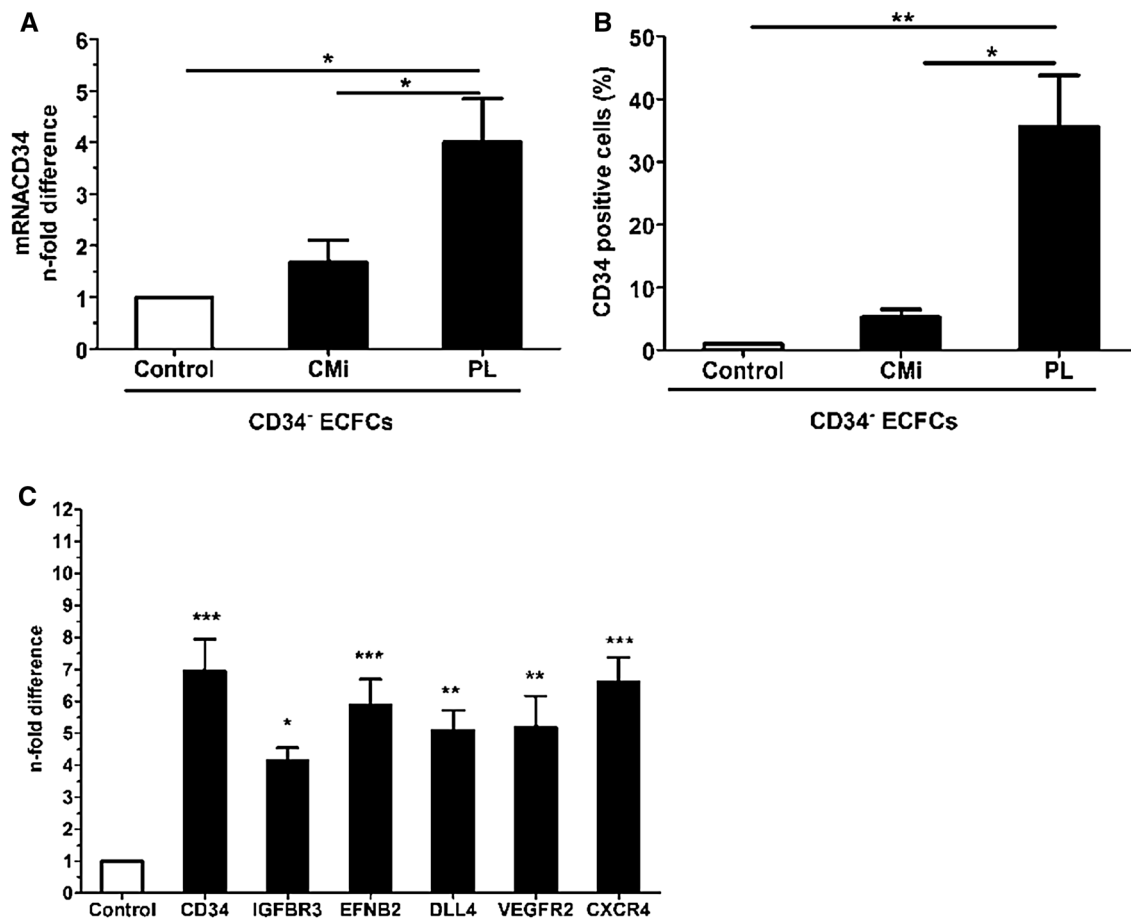 A
mRNACD34
n-fold difference
6
5
4
3
2
1
0
*
*
Control CMi PL
CD34⁻ ECFCs
B
CD34 positive cells (%)
50
40
30
20
10
0
**
*
Control CMi PL
CD34⁻ ECFCs
C
n-fold difference
12
11
10
9
8
7
6
5
4
3
2
1
0
*** * *** ** ** ***
Control CD34 IGFBR3 EFNB2 DLL4 VEGFR2 CXCR4